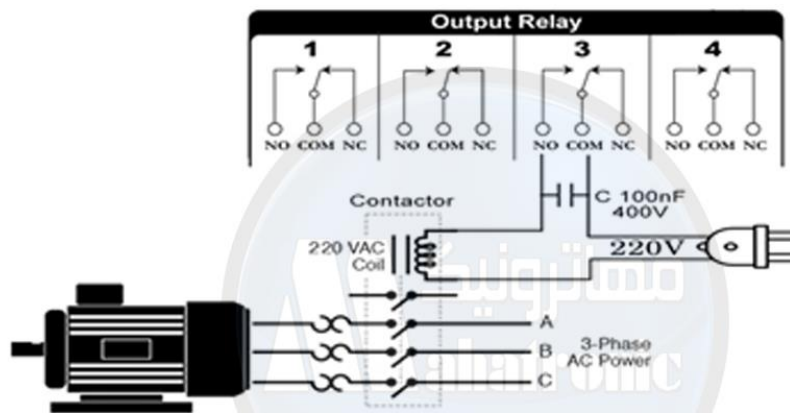 Output Relay
1 2 3 4
NO COM NC NO COM NC NO COM NC NO COM NC
C 100nF
400V
Contactor
220 VAC
Coil
220V
A
B
C
3-Phase
AC Power
ماهاترونیک